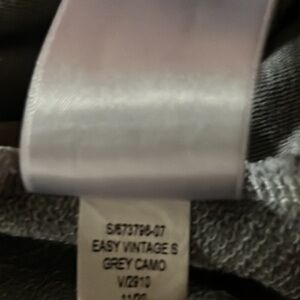 S/673796-07
EASY VINTAGE S
GREY CAMO
V/2910